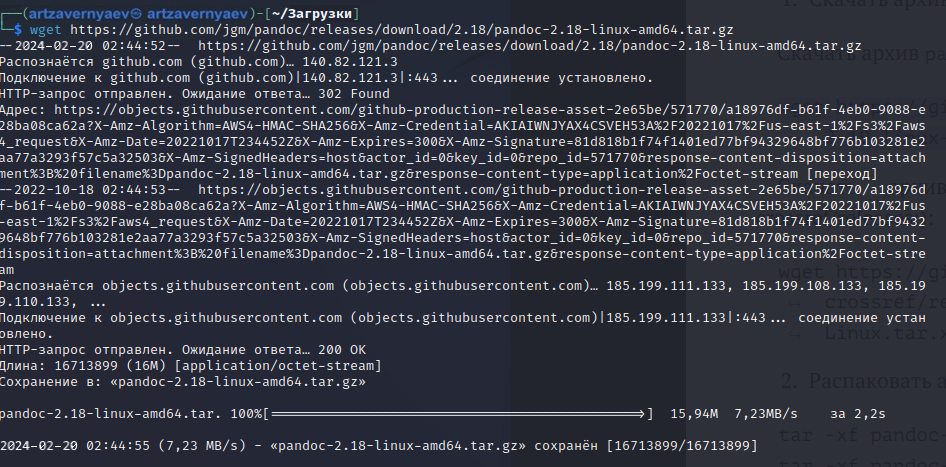 ┌──(artzavernyaev㉿ artzavernyaev)-[~/Загрузки]
└─$ wget https://github.com/jgm/pandoc/releases/download/2.18/pandoc-2.18-linux-amd64.tar.gz
--2024-02-20 02:44:52--  https://github.com/jgm/pandoc/releases/download/2.18/pandoc-2.18-linux-amd64.tar.gz
Распознаётся github.com (github.com)… 140.82.121.3
Подключение к github.com (github.com)|140.82.121.3|:443... соединение установлено.
HTTP-запрос отправлен. Ожидание ответа… 302 Found
Адрес: https://objects.githubusercontent.com/github-production-release-asset-2e65be/571770/a18976df-b61f-4eb0-9088-e
28ba08ca62a?X-Amz-Algorithm=AWS4-HMAC-SHA256&X-Amz-Credential=AKIAIWNJYAX4CSVEH53A%2F20221017%2Fus-east-1%2Fs3%2Faws
4_request&X-Amz-Date=20221017T234452Z&X-Amz-Expires=300&X-Amz-Signature=81d818b1f74f1401ed77bf94329648bf776b103281e2
aa77a3293f57c5a32503&X-Amz-SignedHeaders=host&actor_id=0&key_id=0&repo_id=571770&response-content-disposition=attach
ment%3B%20filename%3Dpandoc-2.18-linux-amd64.tar.gz&response-content-type=application%2Foctet-stream [переход]
--2022-10-18 02:44:53--  https://objects.githubusercontent.com/github-production-release-asset-2e65be/571770/a18976d
f-b61f-4eb0-9088-e28ba08ca62a?X-Amz-Algorithm=AWS4-HMAC-SHA256&X-Amz-Credential=AKIAIWNJYAX4CSVEH53A%2F20221017%2Fus
-east-1%2Fs3%2Faws4_request&X-Amz-Date=20221017T234452Z&X-Amz-Expires=300&X-Amz-Signature=81d818b1f74f1401ed77bf9432
9648bf776b103281e2aa77a3293f57c5a32503&X-Amz-SignedHeaders=host&actor_id=0&key_id=0&repo_id=571770&response-content-
disposition=attachment%3B%20filename%3Dpandoc-2.18-linux-amd64.tar.gz&response-content-type=application%2Foctet-stre
am
Распознаётся objects.githubusercontent.com (objects.githubusercontent.com)… 185.199.111.133, 185.199.108.133, 185.19
9.110.133, ...
Подключение к objects.githubusercontent.com (objects.githubusercontent.com)|185.199.111.133|:443... соединение устан
овлено.
HTTP-запрос отправлен. Ожидание ответа… 200 OK
Длина: 16713899 (16M) [application/octet-stream]
Сохранение в: «pandoc-2.18-linux-amd64.tar.gz»
pandoc-2.18-linux-amd64.tar. 100%[===================================================>]  15,94M  7,23MB/s    за 2,2s
2024-02-20 02:44:55 (7,23 MB/s) - «pandoc-2.18-linux-amd64.tar.gz» сохранён [16713899/16713899]
1. Скачать архив
Скачать архив
wget https://gi
→ crossref/re
→ Linux.tar.x
2. Распаковать а
tar -xf pandoc-
tar -xf pandoc